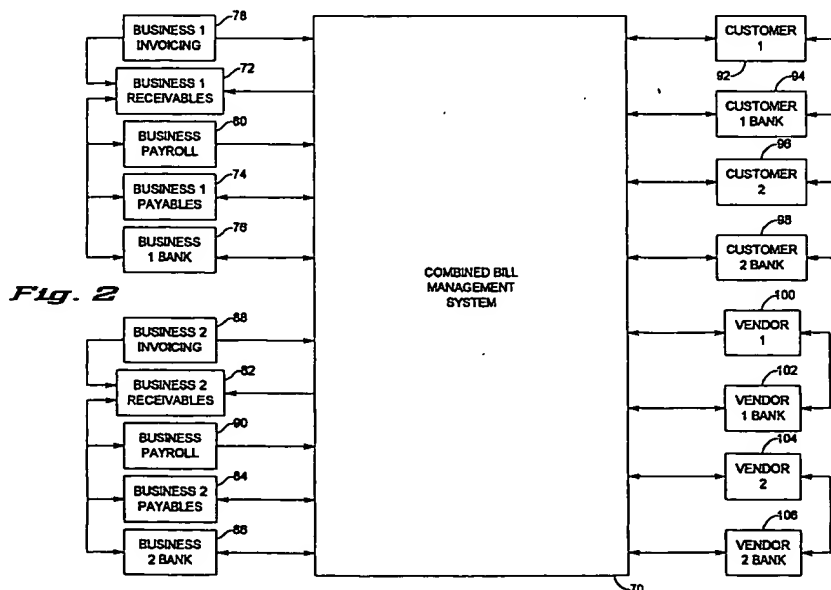 BUSINESS 1
INVOICING
78
BUSINESS 1
RECEIVABLES
72
BUSINESS
PAYROLL
80
BUSINESS 1
PAYABLES
74
BUSINESS
1 BANK
76
Fig. 2
BUSINESS 2
INVOICING
88
BUSINESS 2
RECEIVABLES
82
BUSINESS
PAYROLL
90
BUSINESS 2
PAYABLES
84
BUSINESS
2 BANK
86
COMBINED BILL
MANAGEMENT
SYSTEM
70
CUSTOMER
1
92
CUSTOMER
1 BANK
94
CUSTOMER
2
96
CUSTOMER
2 BANK
98
VENDOR
1
100
VENDOR
1 BANK
102
VENDOR
2
104
VENDOR
2 BANK
106